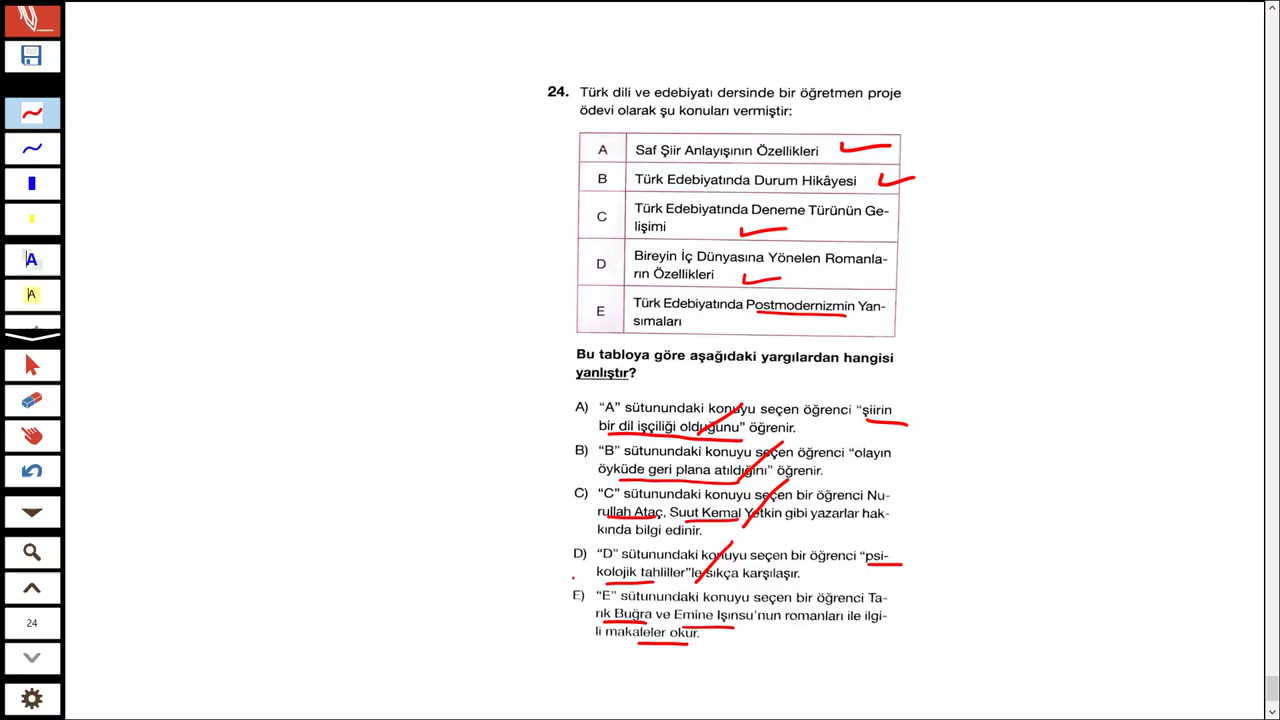 24. Türk dili ve edebiyatı dersinde bir öğretmen proje
ödevi olarak şu konuları vermiştir:
A Saf Şiir Anlayışının Özellikleri
B Türk Edebiyatında Durum Hikâyesi
C Türk Edebiyatında Deneme Türünün Ge-
lişimi
D Bireyin İç Dünyasına Yönelen Romanla-
rın Özellikleri
E Türk Edebiyatında Postmodernizmin Yan-
sımaları
Bu tabloya göre aşağıdaki yargılardan hangisi
yanlıştır?
A) “A” sütunundaki konuyu seçen öğrenci “şiirin
bir dil işçiliği olduğunu” öğrenir.
B) “B” sütunundaki konuyu seçen öğrenci “olayın
öyküde geri plana atıldığını” öğrenir.
C) “C” sütunundaki konuyu seçen bir öğrenci Nu-
rullah Ataç, Suut Kemal Yetkin gibi yazarlar hak-
kında bilgi edinir.
D) “D” sütunundaki konuyu seçen bir öğrenci “psi-
kolojik tahliller”le sıkça karşılaşır.
E) “E” sütunundaki konuyu seçen bir öğrenci Ta-
rık Buğra ve Emine Işınsu’nun romanları ile ilgi-
li makaleler okur.
A
A
24